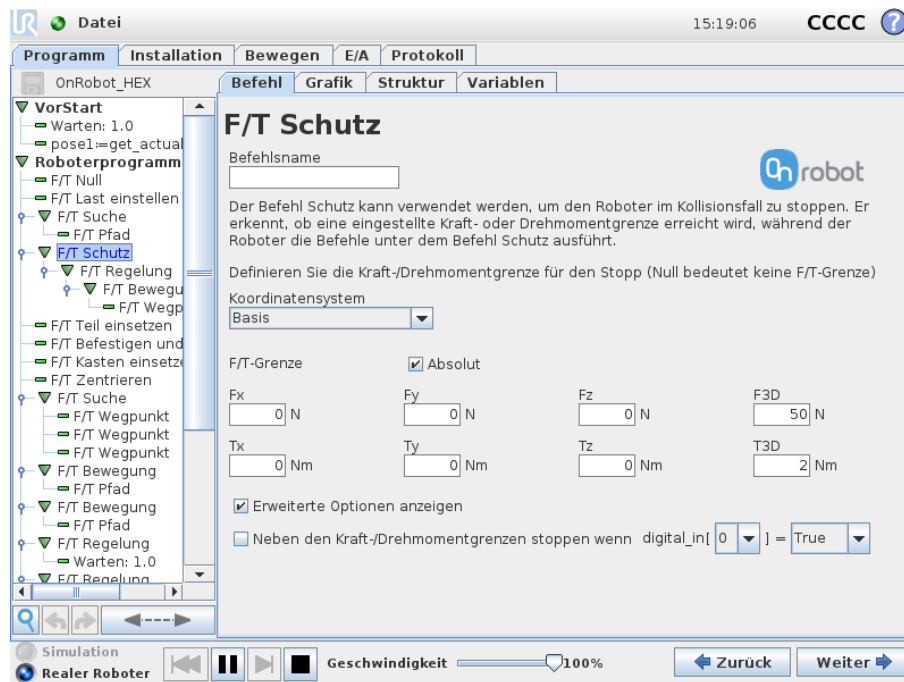 Datei
15:19:06
CCCC
?
Programm Installation Bewegen E/A Protokoll
OnRobot_HEX
Befehl Grafik Struktur Variablen
VorStart
Warten: 1.0
pose1:=get_actual
Roboterprogramm
F/T Null
F/T Last einstellen
F/T Suche
F/T Pfad
F/T Schutz
F/T Regelung
F/T Bewegu
F/T Wegp
F/T Teil einsetzen
F/T Befestigen und
F/T Kasten einsetze
F/T Zentrieren
F/T Suche
F/T Wegpunkt
F/T Wegpunkt
F/T Wegpunkt
F/T Bewegung
F/T Pfad
F/T Bewegung
F/T Pfad
F/T Regelung
Warten: 1.0
F/T Regelung
F/T Schutz
Befehlsname
On robot
Der Befehl Schutz kann verwendet werden, um den Roboter im Kollisionsfall zu stoppen. Er
erkennt, ob eine eingestellte Kraft- oder Drehmomentgrenze erreicht wird, während der
Roboter die Befehle unter dem Befehl Schutz ausführt.
Definieren Sie die Kraft-/Drehmomentgrenze für den Stopp (Null bedeutet keine F/T-Grenze)
Koordinatensystem
Basis
F/T-Grenze Absolut
Fx Fy Fz F3D
0 N 0 N 0 N 50 N
Tx Ty Tz T3D
0 Nm 0 Nm 0 Nm 2 Nm
Erweiterte Optionen anzeigen
Neben den Kraft-/Drehmomentgrenzen stoppen wenn digital_in[ 0 ] = True
Simulation
Realer Roboter
Geschwindigkeit 100%
Zurück Weiter